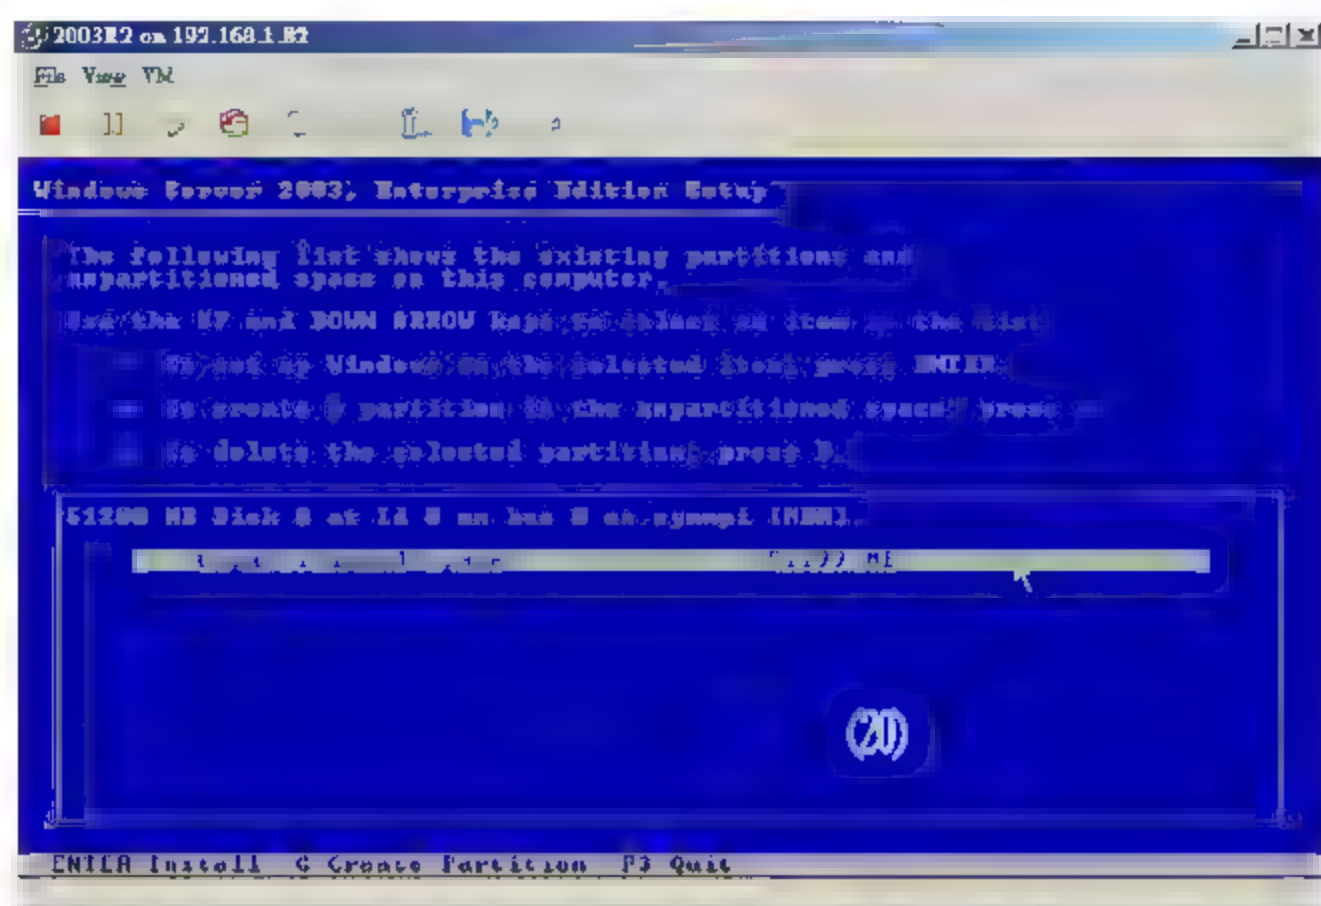 2003R2 on 192.168.1.82
File View VM
Windows Server 2003, Enterprise Edition Setup
The following list shows the existing partitions and
unpartitioned space on this computer.
Use the UP and DOWN ARROW keys to select an item in the list.
To set up Windows on the selected item, press ENTER.
To create a partition in the unpartitioned space, press
To delete the selected partition, press D.
51200 MB Disk 0 at Id 0 on bus 0 on symmpi [MBR]
MB
(20)
ENTER Install C Create Partition F3 Quit